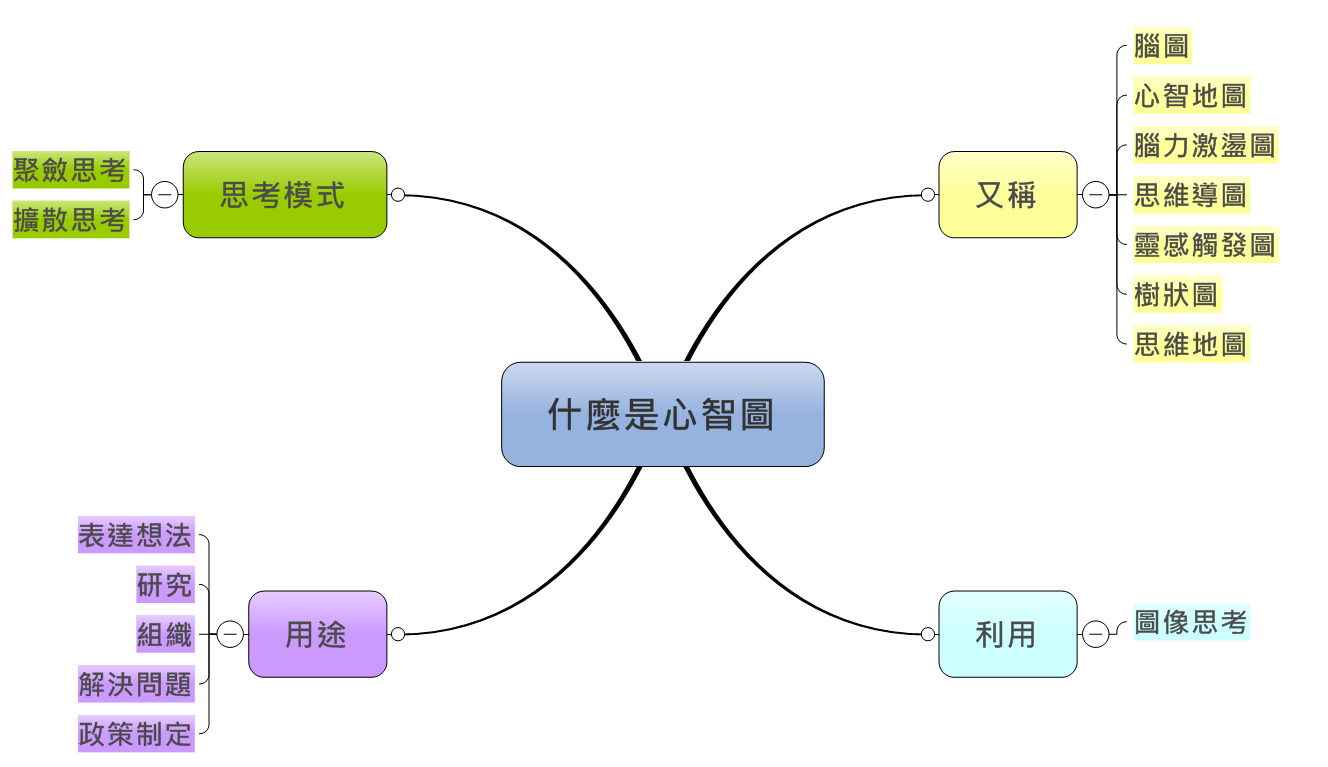 什麼是心智圖
又稱
腦圖
心智地圖
腦力激盪圖
思維導圖
靈感觸發圖
樹狀圖
思維地圖
利用
圖像思考
用途
表達想法
研究
組織
解決問題
政策制定
思考模式
聚斂思考
擴散思考